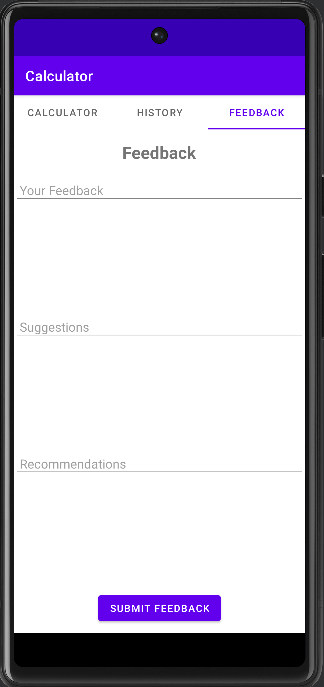 Calculator
CALCULATOR HISTORY FEEDBACK
Feedback
Your Feedback
Suggestions
Recommendations
SUBMIT FEEDBACK